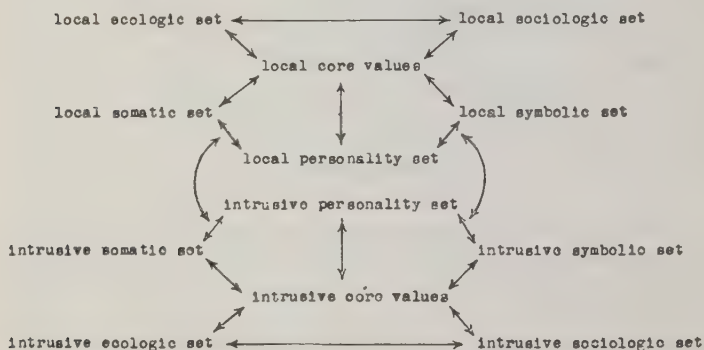 local ecologic set local sociologic set
local core values
local somatic set local symbolic set
local personality set
intrusive personality set
intrusive somatic set intrusive symbolic set
intrusive core values
intrusive ecologic set intrusive sociologic set